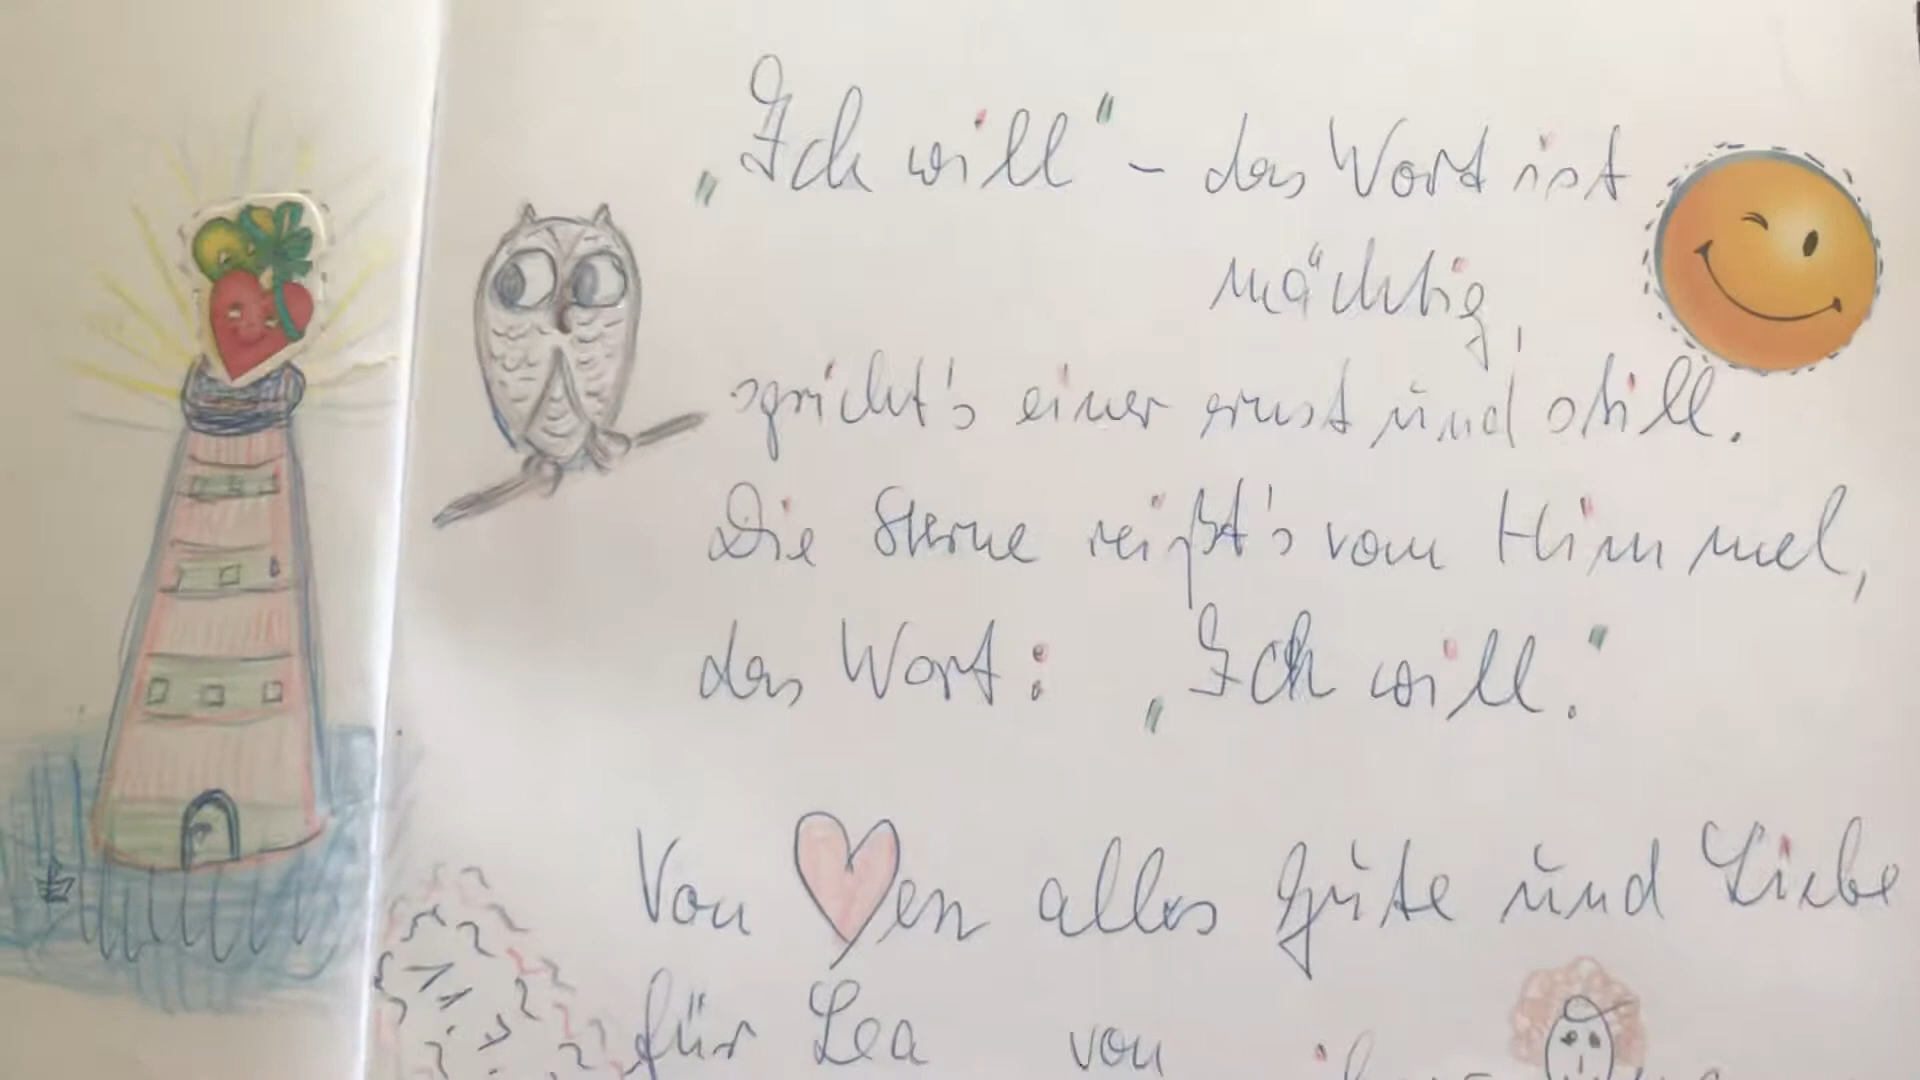 „Ich will" – das Wort ist
mächtig,
spricht's einer ernst und still.
Die Sterne reißt's vom Himmel,
das Wort: „Ich will."
Von ♥en alles Gute und Liebe
für Lea von